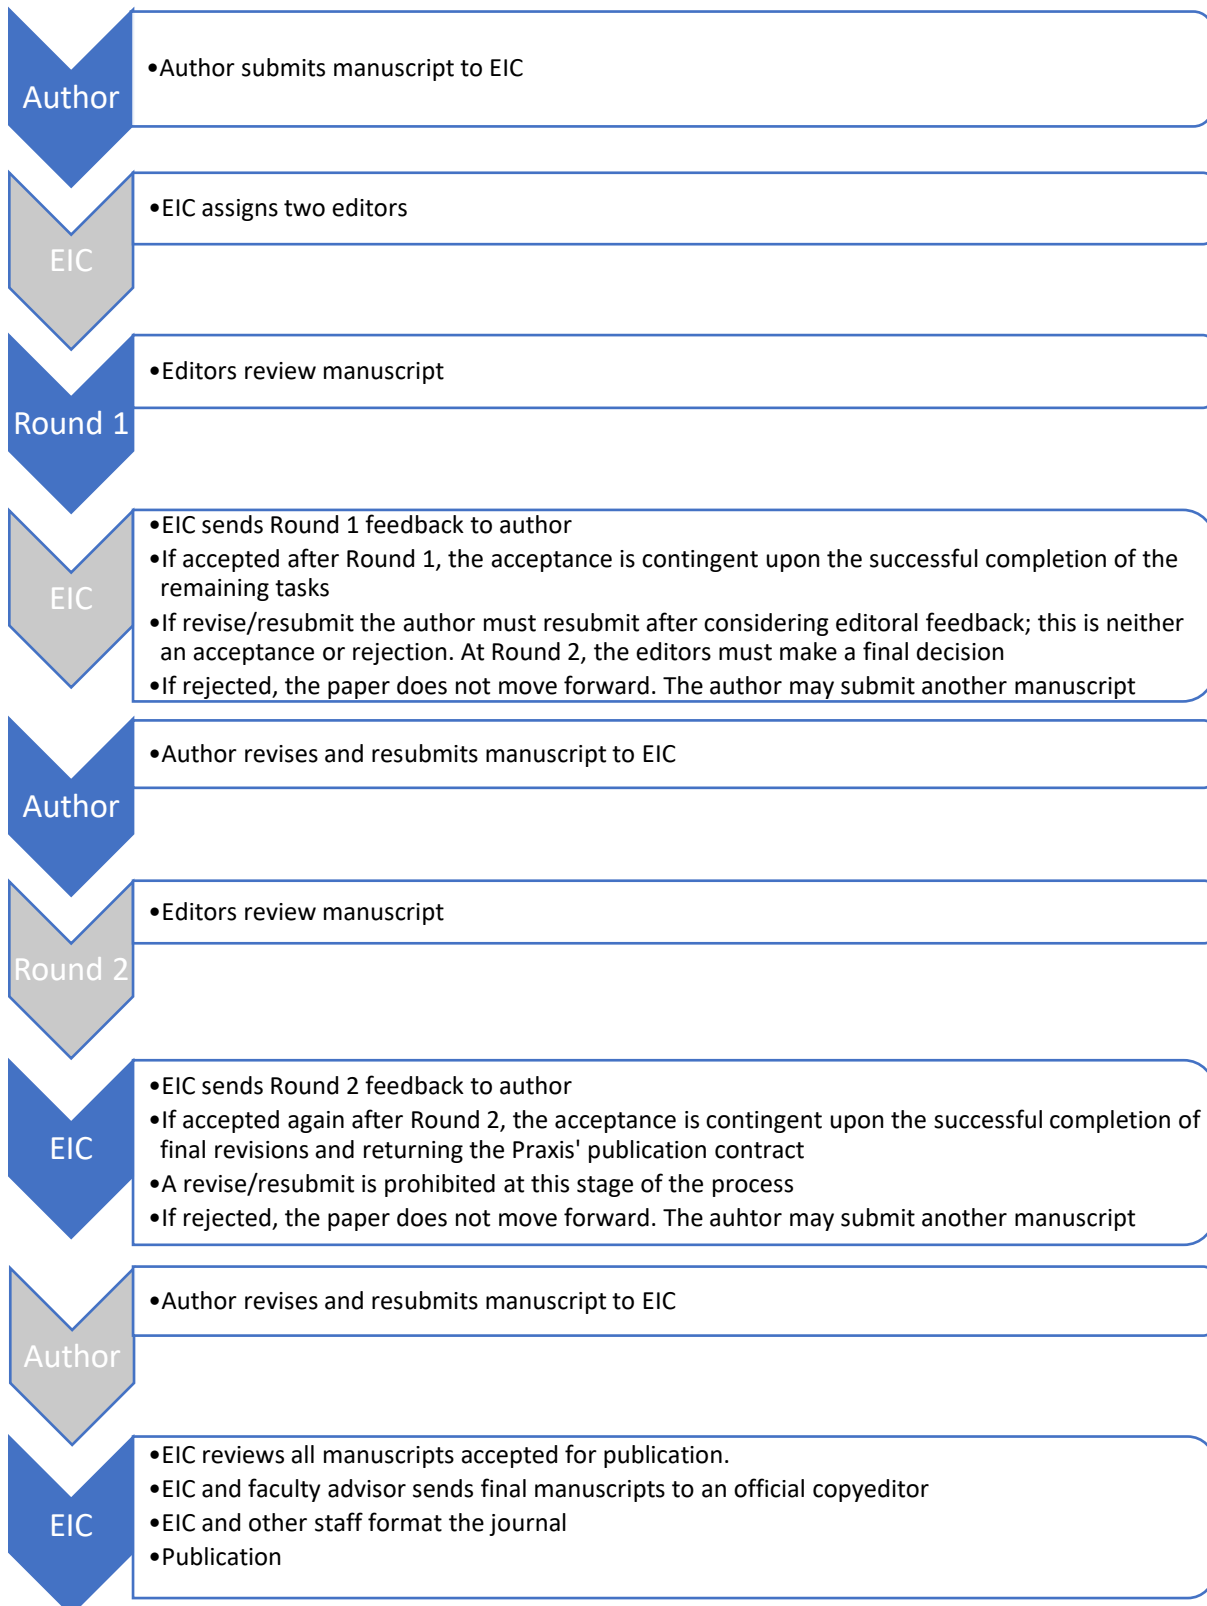 Author
•Author submits manuscript to EIC
EIC
•EIC assigns two editors
Round 1
•Editors review manuscript
EIC
•EIC sends Round 1 feedback to author
•If accepted after Round 1, the acceptance is contingent upon the successful completion of the
remaining tasks
•If revise/resubmit the author must resubmit after considering editoral feedback; this is neither
an acceptance or rejection. At Round 2, the editors must make a final decision
•If rejected, the paper does not move forward. The author may submit another manuscript
Author
•Author revises and resubmits manuscript to EIC
Round 2
•Editors review manuscript
EIC
•EIC sends Round 2 feedback to author
•If accepted again after Round 2, the acceptance is contingent upon the successful completion of
final revisions and returning the Praxis' publication contract
•A revise/resubmit is prohibited at this stage of the process
•If rejected, the paper does not move forward. The auhtor may submit another manuscript
Author
•Author revises and resubmits manuscript to EIC
EIC
•EIC reviews all manuscripts accepted for publication.
•EIC and faculty advisor sends final manuscripts to an official copyeditor
•EIC and other staff format the journal
•Publication